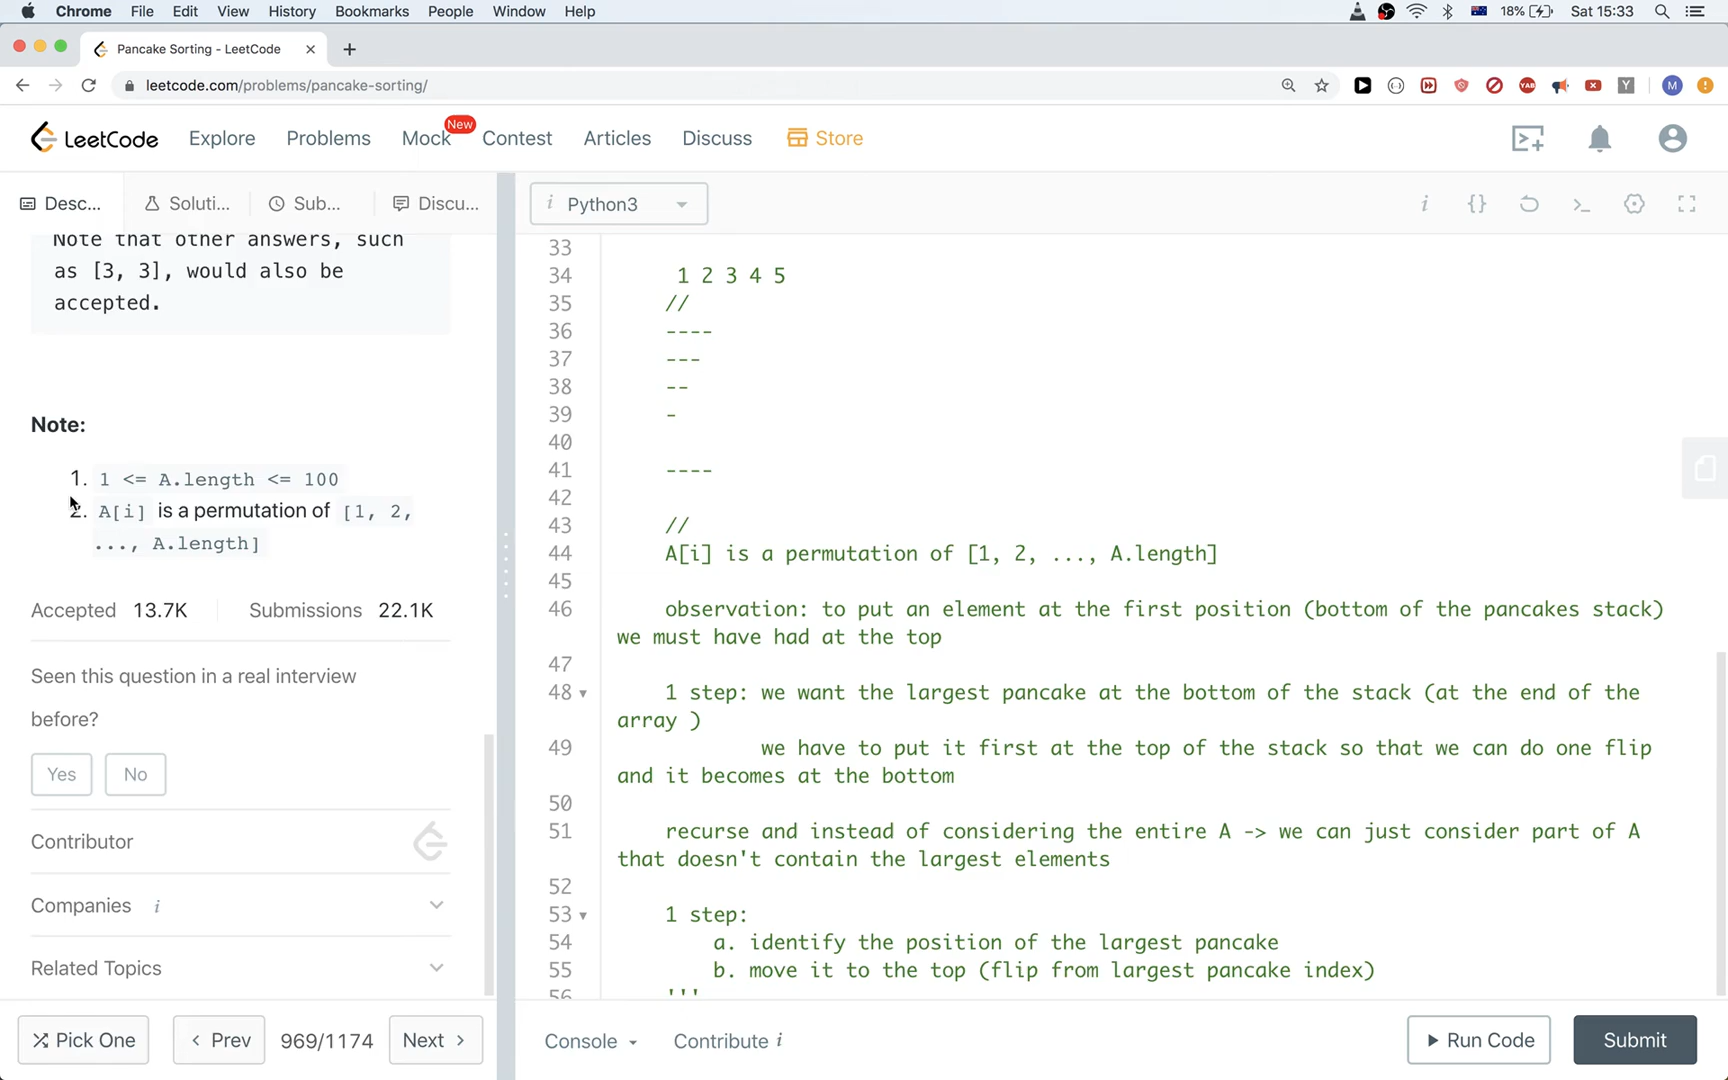 Chrome File Edit View History Bookmarks People Window Help 18% Sat 15:33
Pancake Sorting - LeetCode
leetcode.com/problems/pancake-sorting/
YAB Y M
LeetCode Explore Problems Mock New Contest Articles Discuss Store
Desc... Soluti... Sub... Discu...
i Python3
Note that other answers, such
as [3, 3], would also be
accepted.
Note:
1. 1 <= A.length <= 100
2. A[i] is a permutation of [1, 2,
..., A.length]
Accepted 13.7K Submissions 22.1K
Seen this question in a real interview
before?
Yes No
Contributor
Companies i
Related Topics
Pick One Prev 969/1174 Next
33
34 1 2 3 4 5
35 //
36 ----
37 ---
38 --
39 -
40
41 ----
42
43 //
44 A[i] is a permutation of [1, 2, ..., A.length]
45
46 observation: to put an element at the first position (bottom of the pancakes stack)
we must have had at the top
47
48 1 step: we want the largest pancake at the bottom of the stack (at the end of the
array )
49 we have to put it first at the top of the stack so that we can do one flip
and it becomes at the bottom
50
51 recurse and instead of considering the entire A -> we can just consider part of A
that doesn't contain the largest elements
52
53 1 step:
54 a. identify the position of the largest pancake
55 b. move it to the top (flip from largest pancake index)
56 '''
Console Contribute i Run Code Submit